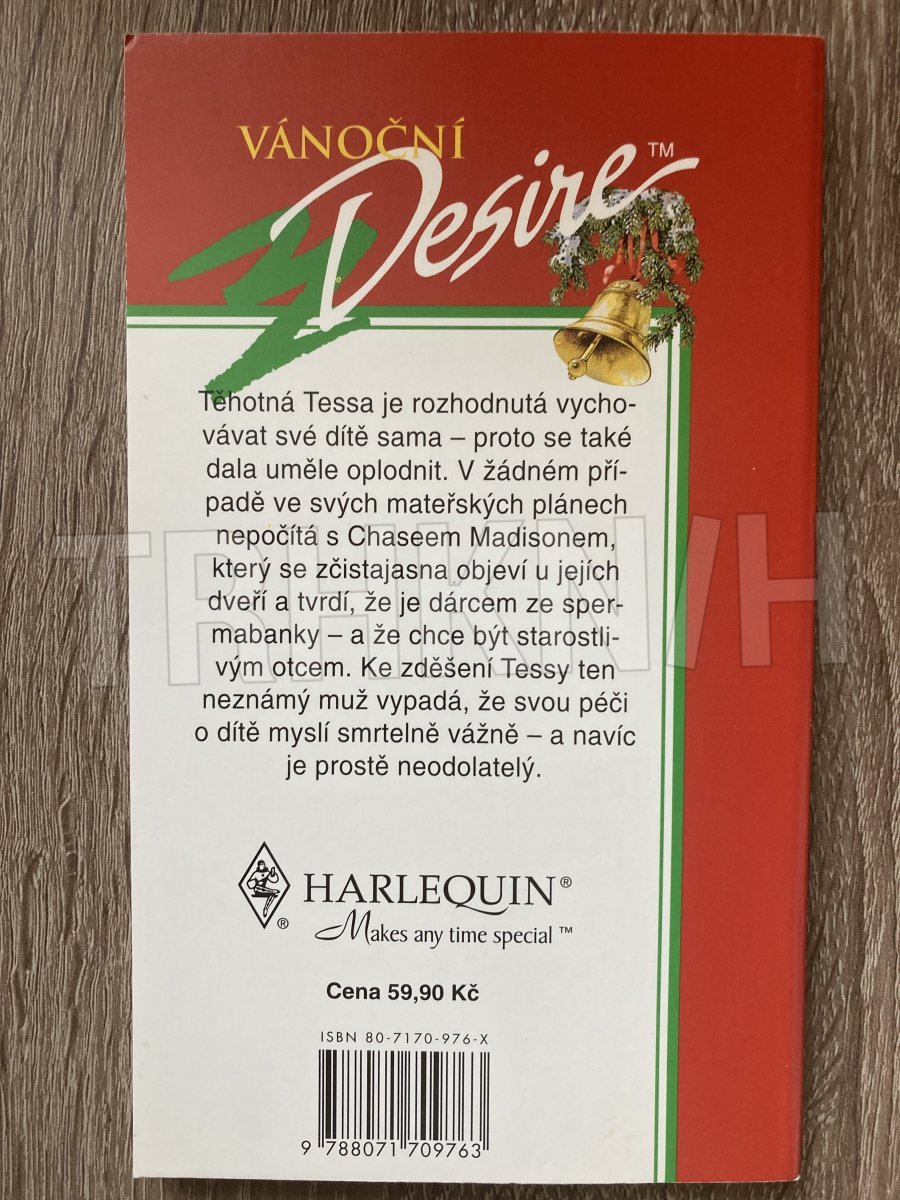 VÁNOČNÍ
Desire™
Těhotná Tessa je rozhodnutá vycho-
vávat své dítě sama – proto se také
dala uměle oplodnit. V žádném pří-
padě ve svých mateřských plánech
nepočítá s Chaseem Madisonem,
který se zčistajasna objeví u jejích
dveří a tvrdí, že je dárcem ze sper-
mabanky – a že chce být starostli-
vým otcem. Ke zděšení Tessy ten
neznámý muž vypadá, že svou péči
o dítě myslí smrtelně vážně – a navíc
je prostě neodolatelý.
TRHKNIH
HARLEQUIN®
®
Makes any time special™
Cena 59,90 Kč
ISBN 80-7170-976-X
9 788071 709763